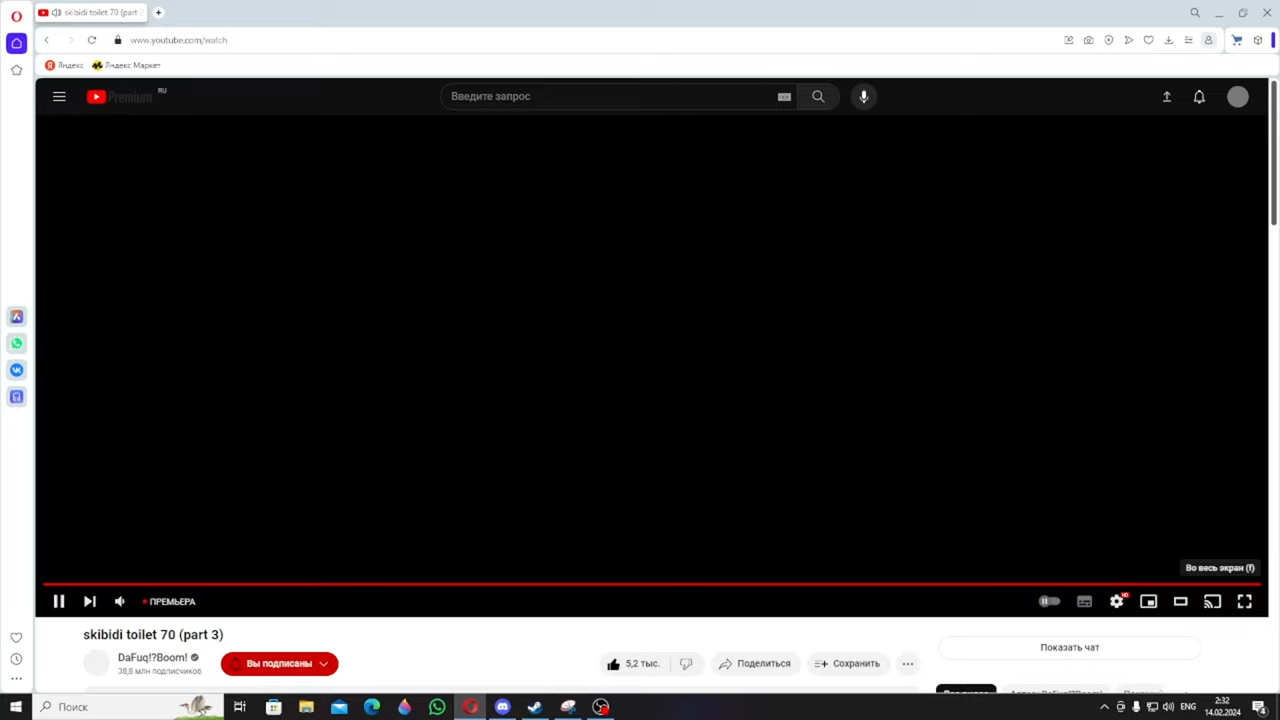 skibidi toilet 70 (part
www.youtube.com/watch
Яндекс
Яндекс Маркет
Premium
RU
Введите запрос
Во весь экран (f)
ПРЕМЬЕРА
HD
skibidi toilet 70 (part 3)
DaFuq!?Boom!
38,8 млн подписчиков
Вы подписаны
5,2 тыс.
Поделиться
Сохранить
Показать чат
Поиск
ENG
2:32
14.02.2024
4